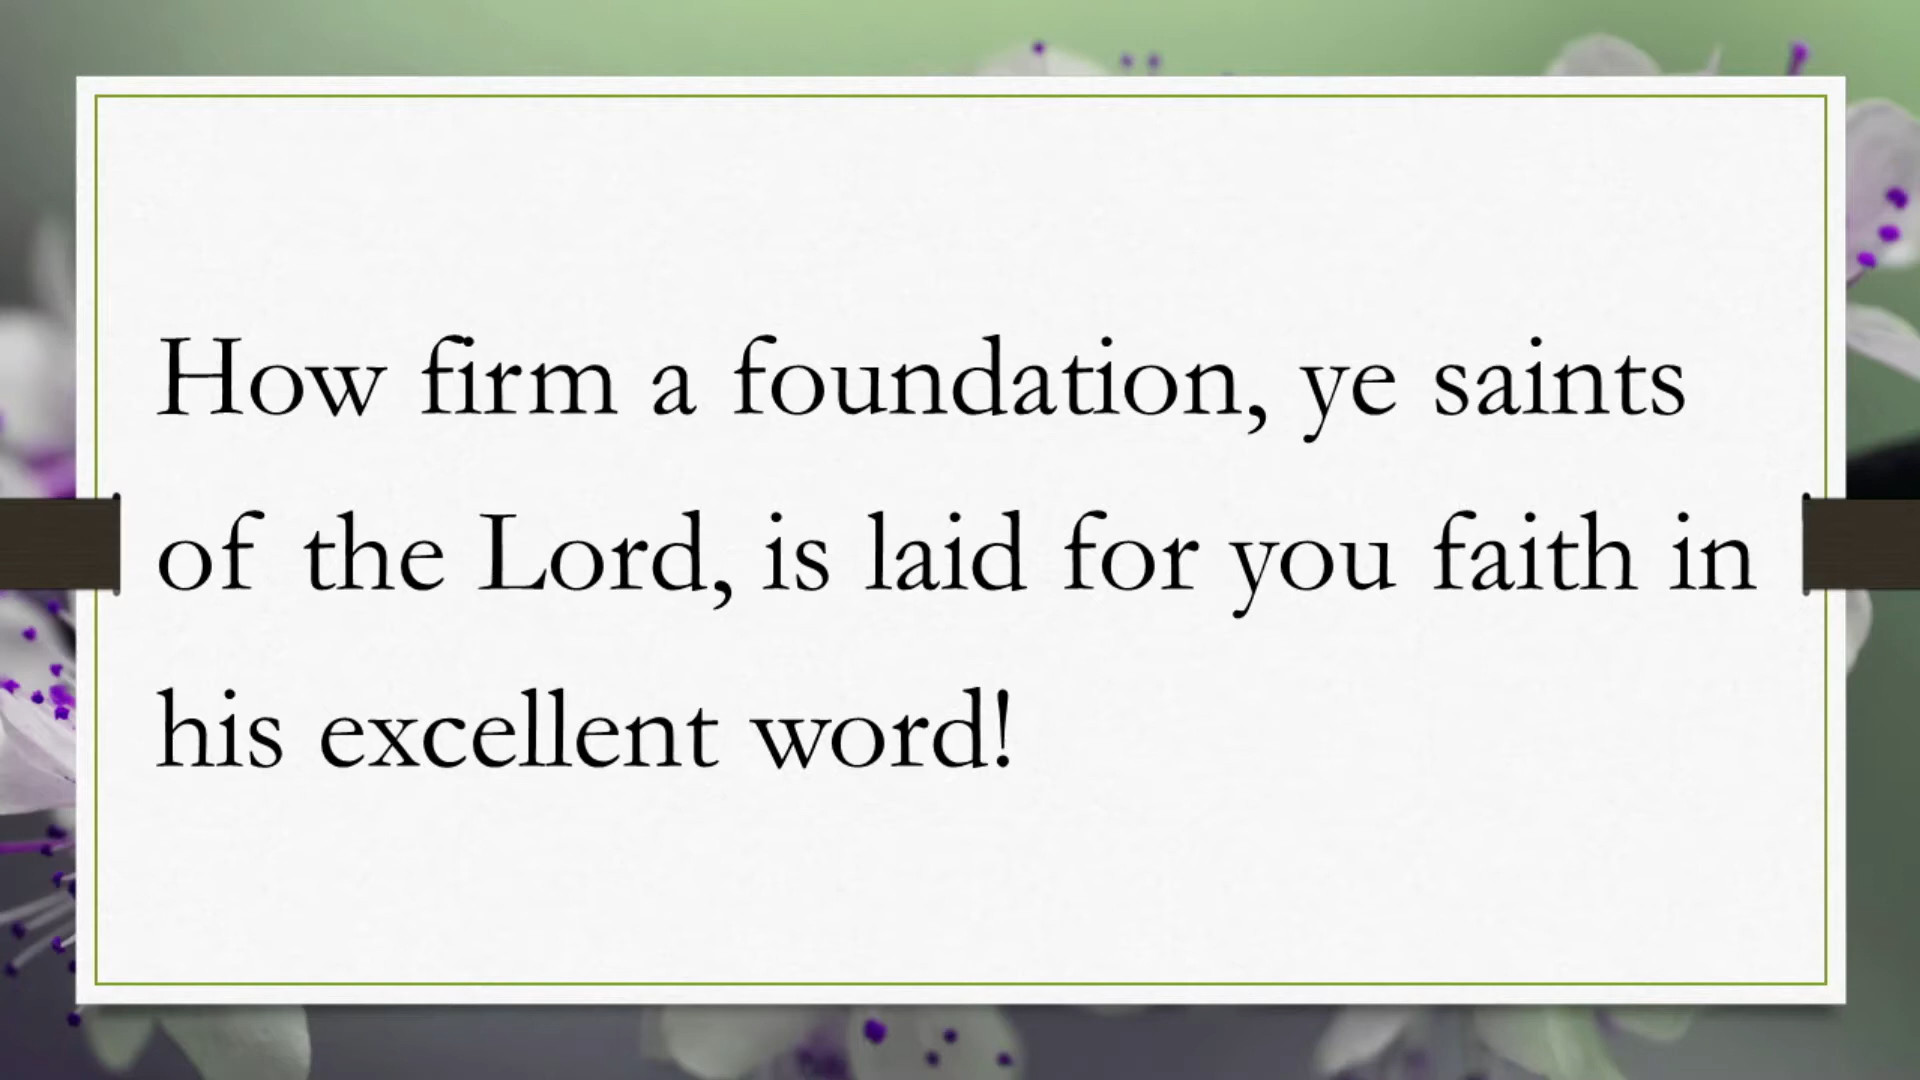 How firm a foundation, ye saints
of the Lord, is laid for you faith in
his excellent word!